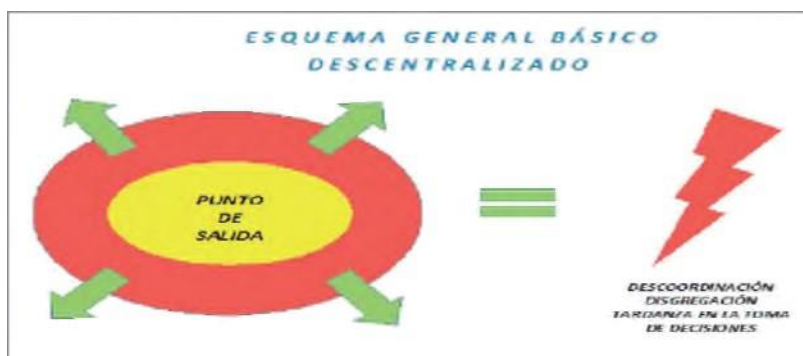 ESQUEMA GENERAL BÁSICO
DESCENTRALIZADO
PUNTO
DE
SALIDA
DESCOORDINACIÓN
DISGREGACIÓN
TARDANZA EN LA TOMA
DE DECISIONES